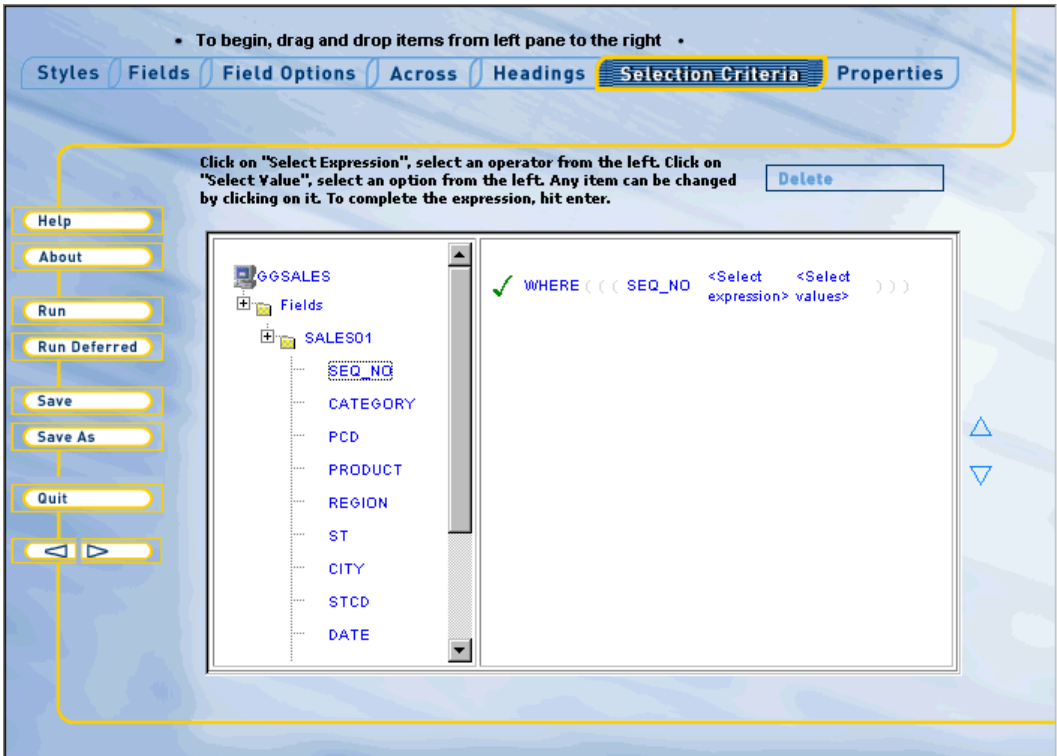 • To begin, drag and drop items from left pane to the right •
Styles Fields Field Options Across Headings Selection Criteria Properties
Click on "Select Expression", select an operator from the left. Click on
"Select Value", select an option from the left. Any item can be changed
by clicking on it. To complete the expression, hit enter.
Delete
Help
About
Run
Run Deferred
Save
Save As
Quit
GGSALES
Fields
SALES01
SEQ_NO
CATEGORY
PCD
PRODUCT
REGION
ST
CITY
STCD
DATE
WHERE ( ( ( SEQ_NO <Select expression> <Select values> ) ) )